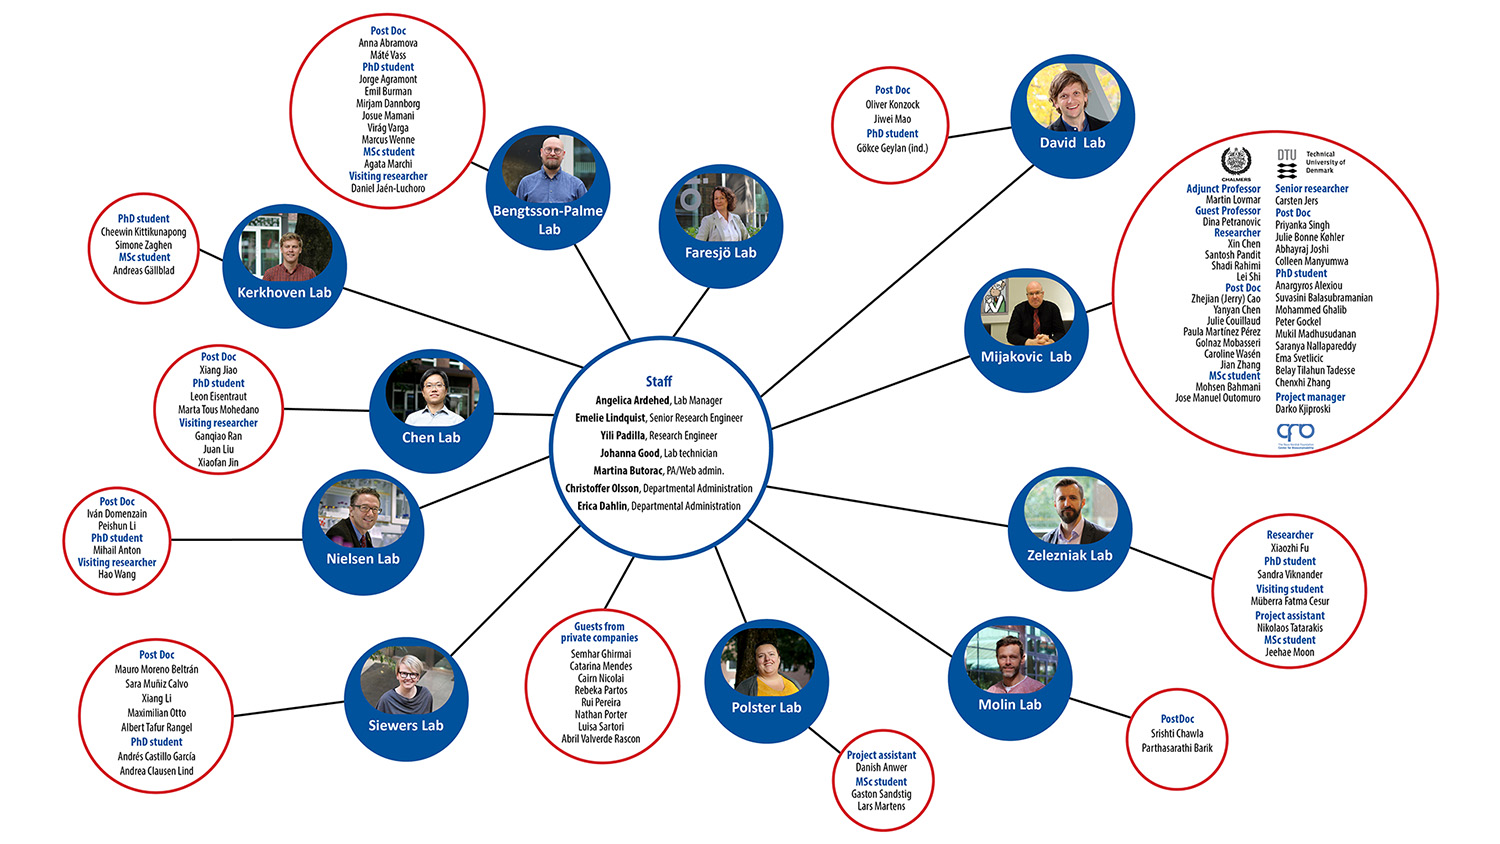 Post Doc
Anna Abramova
Máté Vass
PhD student
Jorge Agramont
Emil Burman
Mirjam Dannborg
Josue Mamani
Virág Varga
Marcus Wenne
MSc student
Agata Marchi
Visiting researcher
Daniel Jaén-Luchoro
Bengtsson-Palme
Lab
Faresjö Lab
Post Doc
Oliver Konzock
Jiwei Mao
PhD student
Gökce Geylan (ind.)
David Lab
PhD student
Cheewin Kittikunapong
Simone Zaghen
MSc student
Andreas Gällblad
Kerkhoven Lab
Mijakovic Lab
CHALMERS
Adjunct Professor
Martin Lovmar
Guest Professor
Dina Petranovic
Researcher
Xin Chen
Santosh Pandit
Shadi Rahimi
Lei Shi
Post Doc
Zhejian (Jerry) Cao
Yanyan Chen
Julie Couillaud
Paula Martínez Pérez
Golnaz Mobasseri
Caroline Wasén
Jian Zhang
MSc student
Mohsen Bahmani
Jose Manuel Outomuro
DTU
Technical
University of
Denmark
Senior researcher
Carsten Jers
Post Doc
Priyanka Singh
Julie Bonne Køhler
Abhayraj Joshi
Colleen Manyumwa
PhD student
Anargyros Alexiou
Suvasini Balasubramanian
Mohammed Ghalib
Peter Gockel
Mukil Madhusudanan
Saranya Nallapareddy
Ema Svetlicic
Belay Tilahun Tadesse
Chenxhi Zhang
Project manager
Darko Kjiproski
Post Doc
Xiang Jiao
PhD student
Leon Eisentraut
Marta Tous Mohedano
Visiting researcher
Ganqiao Ran
Juan Liu
Xiaofan Jin
Chen Lab
Staff
Angelica Ardehed, Lab Manager
Emelie Lindquist, Senior Research Engineer
Yili Padilla, Research Engineer
Johanna Good, Lab technician
Martina Butorac, PA/Web admin.
Christoffer Olsson, Departmental Administration
Erica Dahlin, Departmental Administration
Post Doc
Iván Domenzain
Peishun Li
PhD student
Mihail Anton
Visiting researcher
Hao Wang
Nielsen Lab
Zelezniak Lab
Researcher
Xiaozhi Fu
PhD student
Sandra Viknander
Visiting student
Müberra Fatma Cesur
Project assistant
Nikolaos Tatarakis
MSc student
Jeehae Moon
Post Doc
Mauro Moreno Beltrán
Sara Muñiz Calvo
Xiang Li
Maximilian Otto
Albert Tafur Rangel
PhD student
Andrés Castillo García
Andrea Clausen Lind
Siewers Lab
Guests from
private companies
Semhar Ghirmai
Catarina Mendes
Cairn Nicolai
Rebeka Partos
Rui Pereira
Nathan Porter
Luisa Sartori
Abril Valverde Rascon
Polster Lab
Project assistant
Danish Anwer
MSc student
Gaston Sandstig
Lars Martens
Molin Lab
PostDoc
Srishti Chawla
Parthasarathi Barik